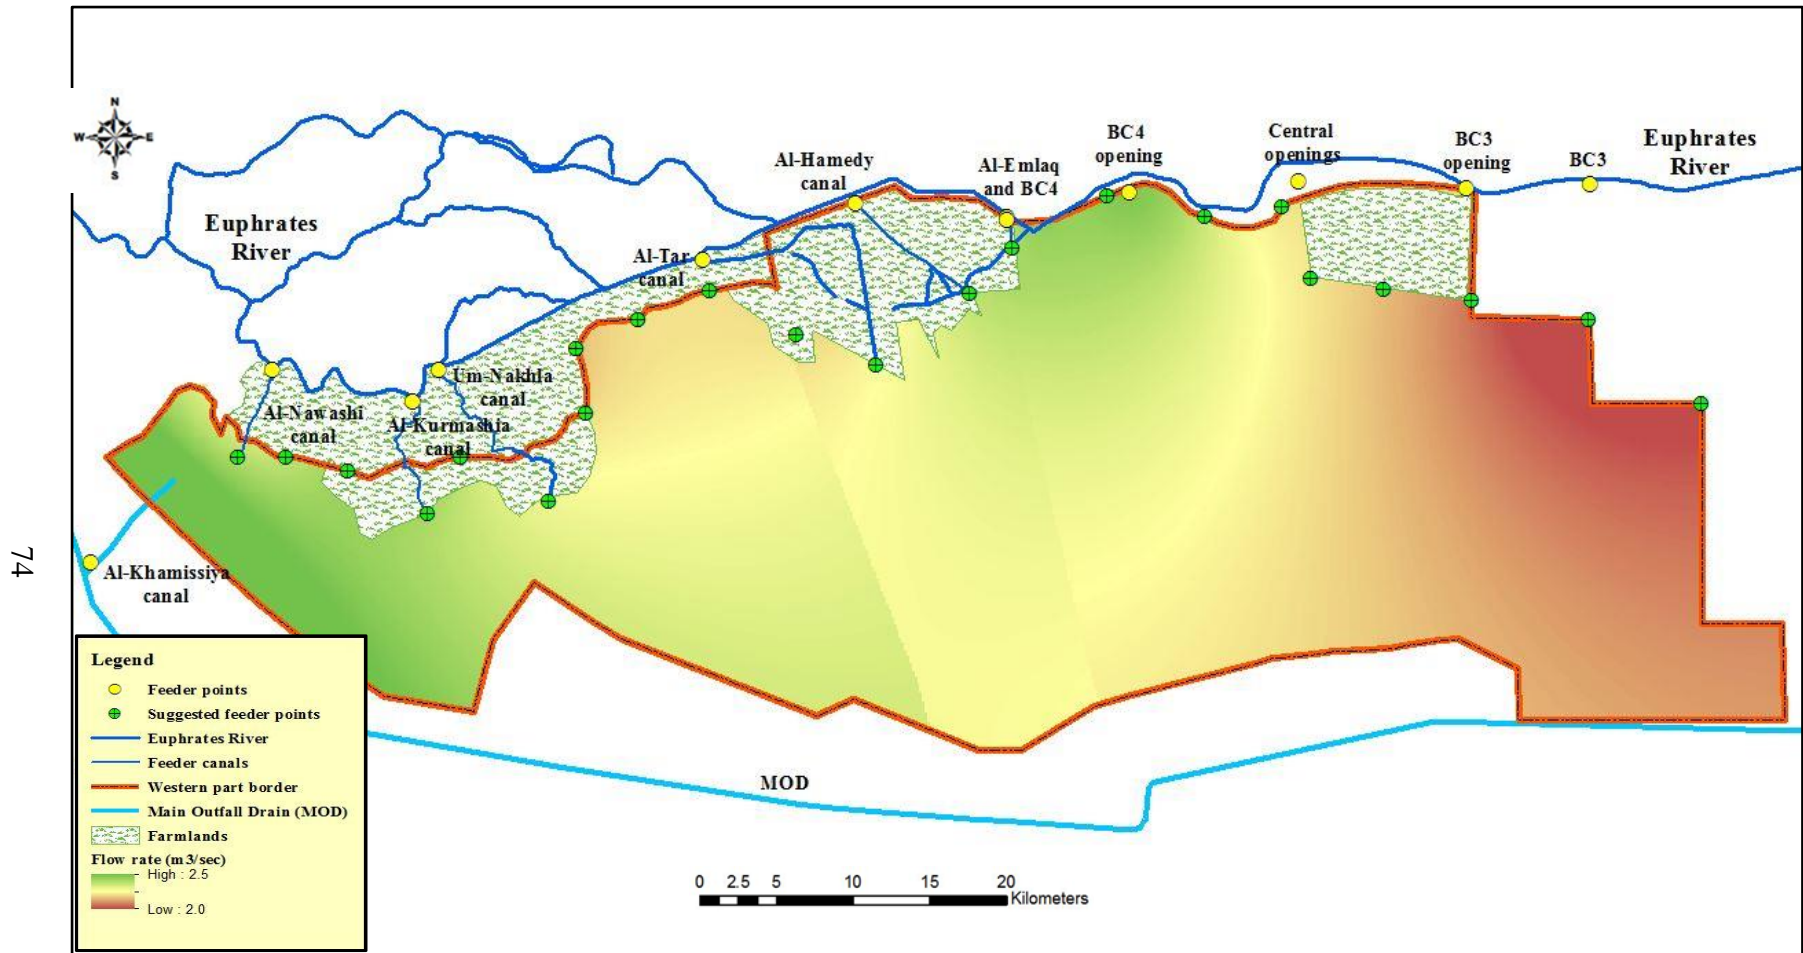 N
W E
S
Euphrates
River
Al-Tar
canal
Al-Hamedy
canal
Al-Emlaq
and BC4
BC4
opening
Central
openings
BC3
opening
BC3
Euphrates
River
Um-Nakhla
canal
Al-Nawashi
canal
Al-Kurmashia
canal
Al-Khamissiya
canal
74
MOD
Legend
Feeder points
Suggested feeder points
Euphrates River
Feeder canals
Western part border
Main Outfall Drain (MOD)
Farmlands
Flow rate (m3/sec)
High : 2.5
Low : 2.0
0 2.5 5 10 15 20
Kilometers